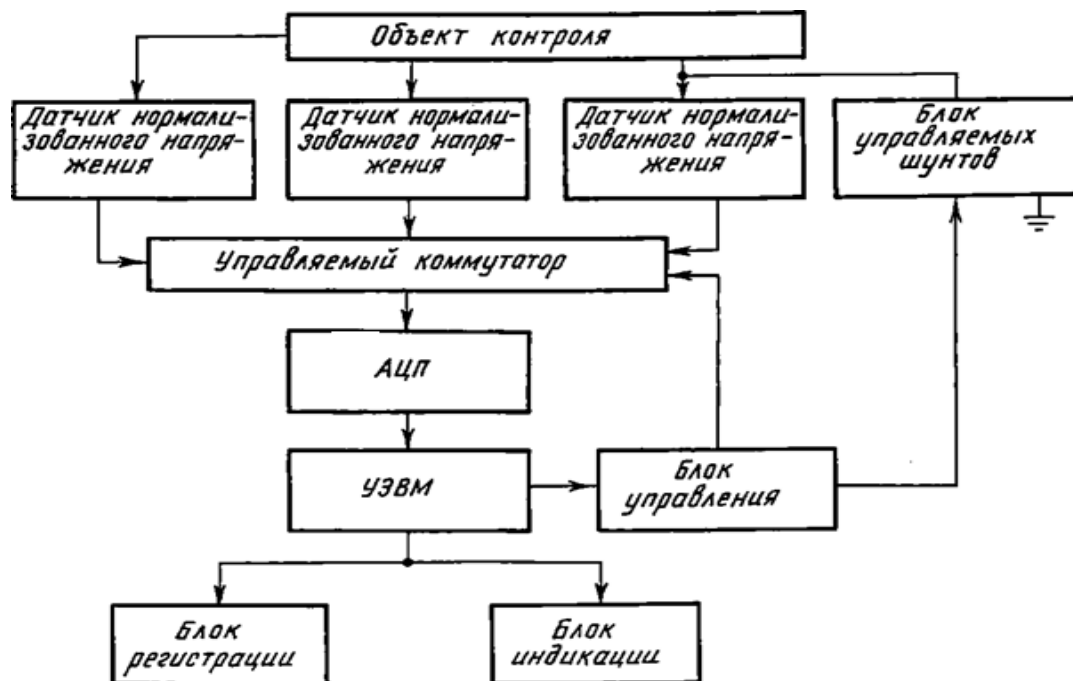 Объект контроля
Датчик нормали-
зованного напря-
жения
Датчик нормали-
зованного напря-
жения
Датчик нормали-
зованного напря-
жения
Блок
управляемых
шунтов
Управляемый коммутатор
АЦП
УЭВМ
Блок
управления
Блок
регистрации
Блок
индикации